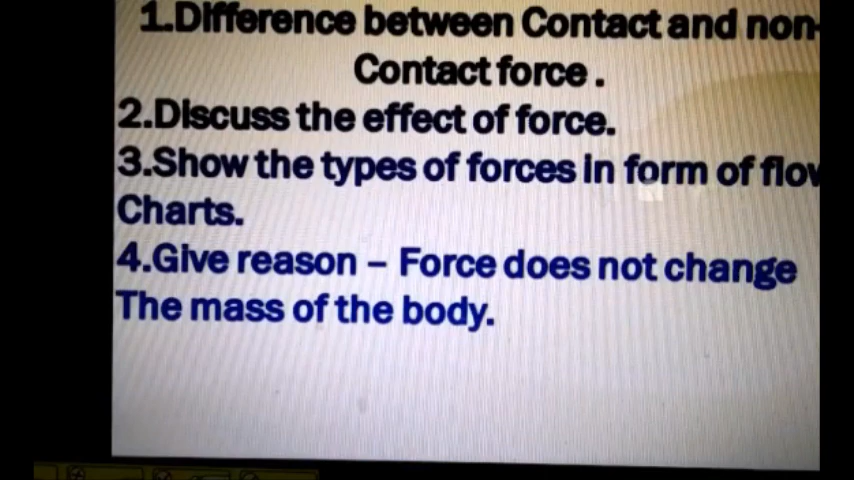 1.Difference between Contact and non-
Contact force .
2.Discuss the effect of force.
3.Show the types of forces in form of flow
Charts.
4.Give reason – Force does not change
The mass of the body.